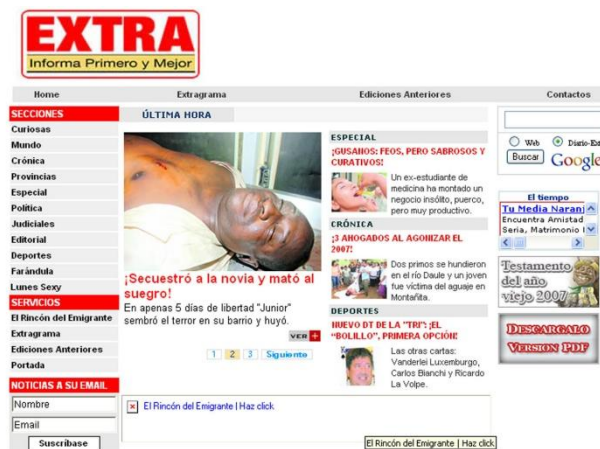 EXTRA
Informa Primero y Mejor
Home
Extragrama
Ediciones Anteriores
Contactos
SECCIONES
Curiosas
Mundo
Crónica
Provincias
Especial
Política
Judiciales
Editorial
Deportes
Farándula
Lunes Sexy
SERVICIOS
El Rincón del Emigrante
Extragrama
Ediciones Anteriores
Portada
NOTICIAS A SU EMAIL
Nombre
Email
Suscríbase
ÚLTIMA HORA
¡Secuestró a la novia y mató al
suegro!
En apenas 5 días de libertad "Junior"
sembró el terror en su barrio y huyó.
VER +
1 2 3 Siguiente
ESPECIAL
¡GUSANOS: FEOS, PERO SABROSOS Y
CURATIVOS!
Un ex-estudiante de
medicina ha montado un
negocio insólito, puerco,
pero muy productivo.
CRÓNICA
¡3 AHOGADOS AL AGONIZAR EL
2007!
Dos primos se hundieron
en el río Daule y un joven
fue víctima del aguaje en
Montañita.
DEPORTES
NUEVO DT DE LA "TRI": ¡EL
"BOLILLO", PRIMERA OPCIÓN!
Las otras cartas:
Vanderlei Luxemburgo,
Carlos Bianchi y Ricardo
La Volpe.
El Rincón del Emigrante | Haz click
El Rincón del Emigrante | Haz click
Web
Diario-Ex
Buscar Google
El tiempo
Tu Media Naranj
Encuentra Amistad
Seria, Matrimonio
Testamento
del año
viejo 2007
DESCARGALO
VERSION PDF